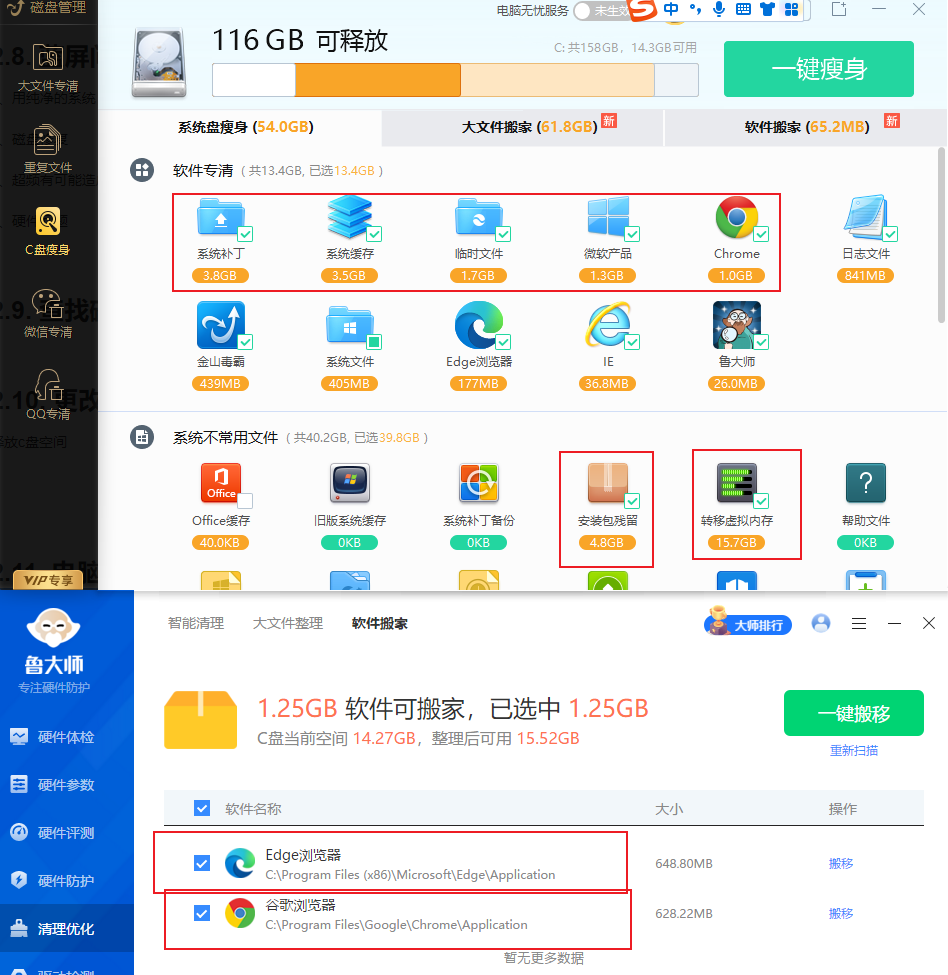 磁盘管理
电脑无忧服务 未生效
中
大文件专清
重复文件
C盘瘦身
微信专清
QQ专清
VIP专享
116GB 可释放
C: 共158GB，14.3GB可用
一键瘦身
系统盘瘦身 (54.0GB)
大文件搬家 (61.8GB) 新
软件搬家 (65.2MB) 新
软件专清 ( 共13.4GB, 已选13.4GB )
系统补丁 系统缓存 临时文件 微软产品 Chrome 日志文件
3.8GB 3.5GB 1.7GB 1.3GB 1.0GB 841MB
金山毒霸 系统文件 Edge浏览器 IE 鲁大师
439MB 405MB 177MB 36.8MB 26.0MB
系统不常用文件 ( 共40.2GB, 已选39.8GB )
Office
Office缓存 旧版系统缓存 系统补丁备份 安装包残留 转移虚拟内存 帮助文件
40.0KB 0KB 0KB 4.8GB 15.7GB 0KB
鲁大师
专注硬件防护
硬件体检
硬件参数
硬件评测
硬件防护
清理优化
驱动检测
智能清理 大文件整理 软件搬家
大师排行
1.25GB 软件可搬家，已选中 1.25GB
C盘当前空间 14.27GB，整理后可用 15.52GB
一键搬移
重新扫描
软件名称 大小 操作
Edge浏览器
C:\Program Files (x86)\Microsoft\Edge\Application
648.80MB 搬移
谷歌浏览器
C:\Program Files\Google\Chrome\Application
628.22MB 搬移
暂无更多数据